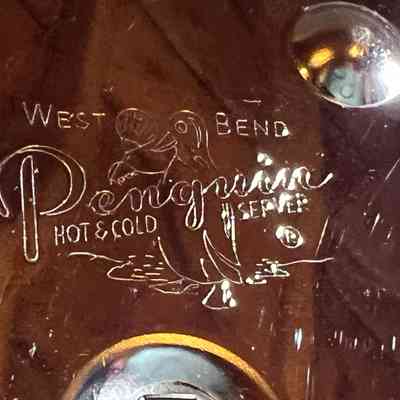 WEST BEND
Penguin
HOT & COLD SERVER
®